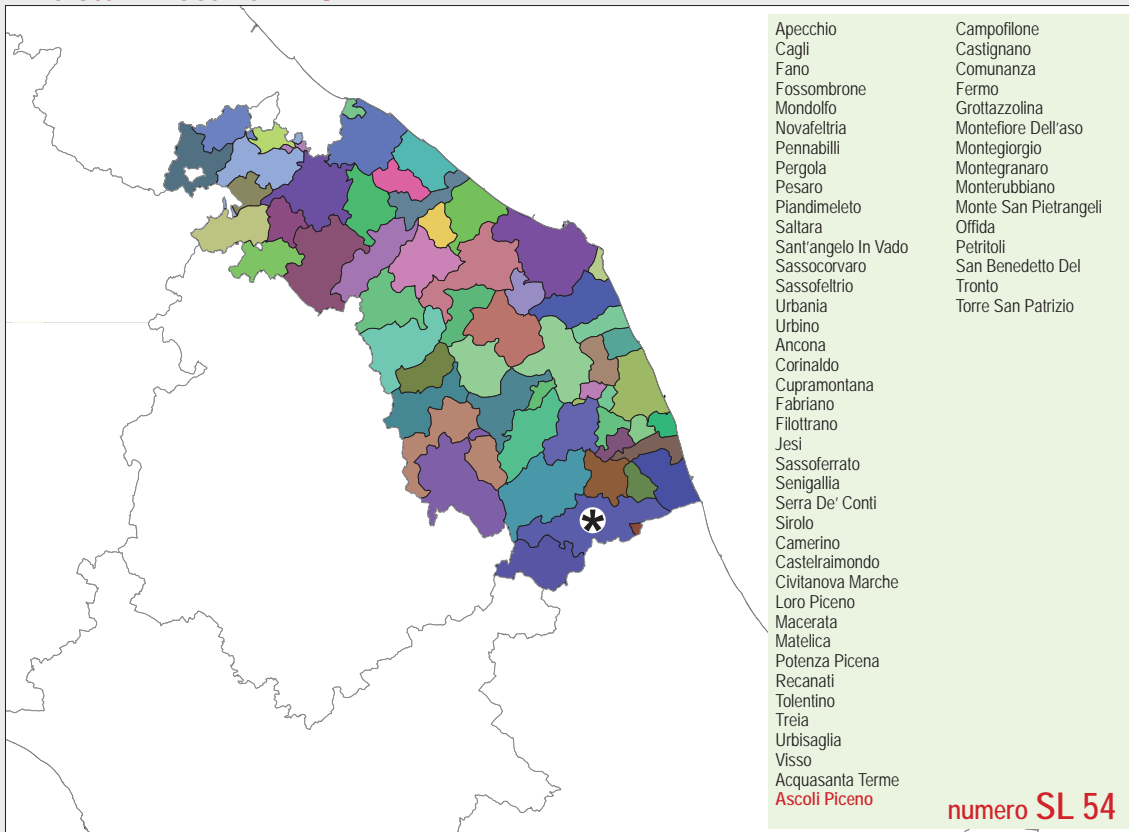 Apecchio
Cagli
Fano
Fossombrone
Mondolfo
Novafeltria
Pennabilli
Pergola
Pesaro
Piandimeleto
Saltara
Sant'angelo In Vado
Sassocorvaro
Sassofeltrio
Urbania
Urbino
Ancona
Corinaldo
Cupramontana
Fabriano
Filottrano
Jesi
Sassoferrato
Senigallia
Serra De' Conti
Sirolo
Camerino
Castelraimondo
Civitanova Marche
Loro Piceno
Macerata
Matelica
Potenza Picena
Recanati
Tolentino
Treia
Urbisaglia
Visso
Acquasanta Terme
Ascoli Piceno
Campofilone
Castignano
Comunanza
Fermo
Grottazzolina
Montefiore Dell'aso
Montegiorgio
Montegranaro
Monterubbiano
Monte San Pietrangeli
Offida
Petritoli
San Benedetto Del
Tronto
Torre San Patrizio
numero SL 54